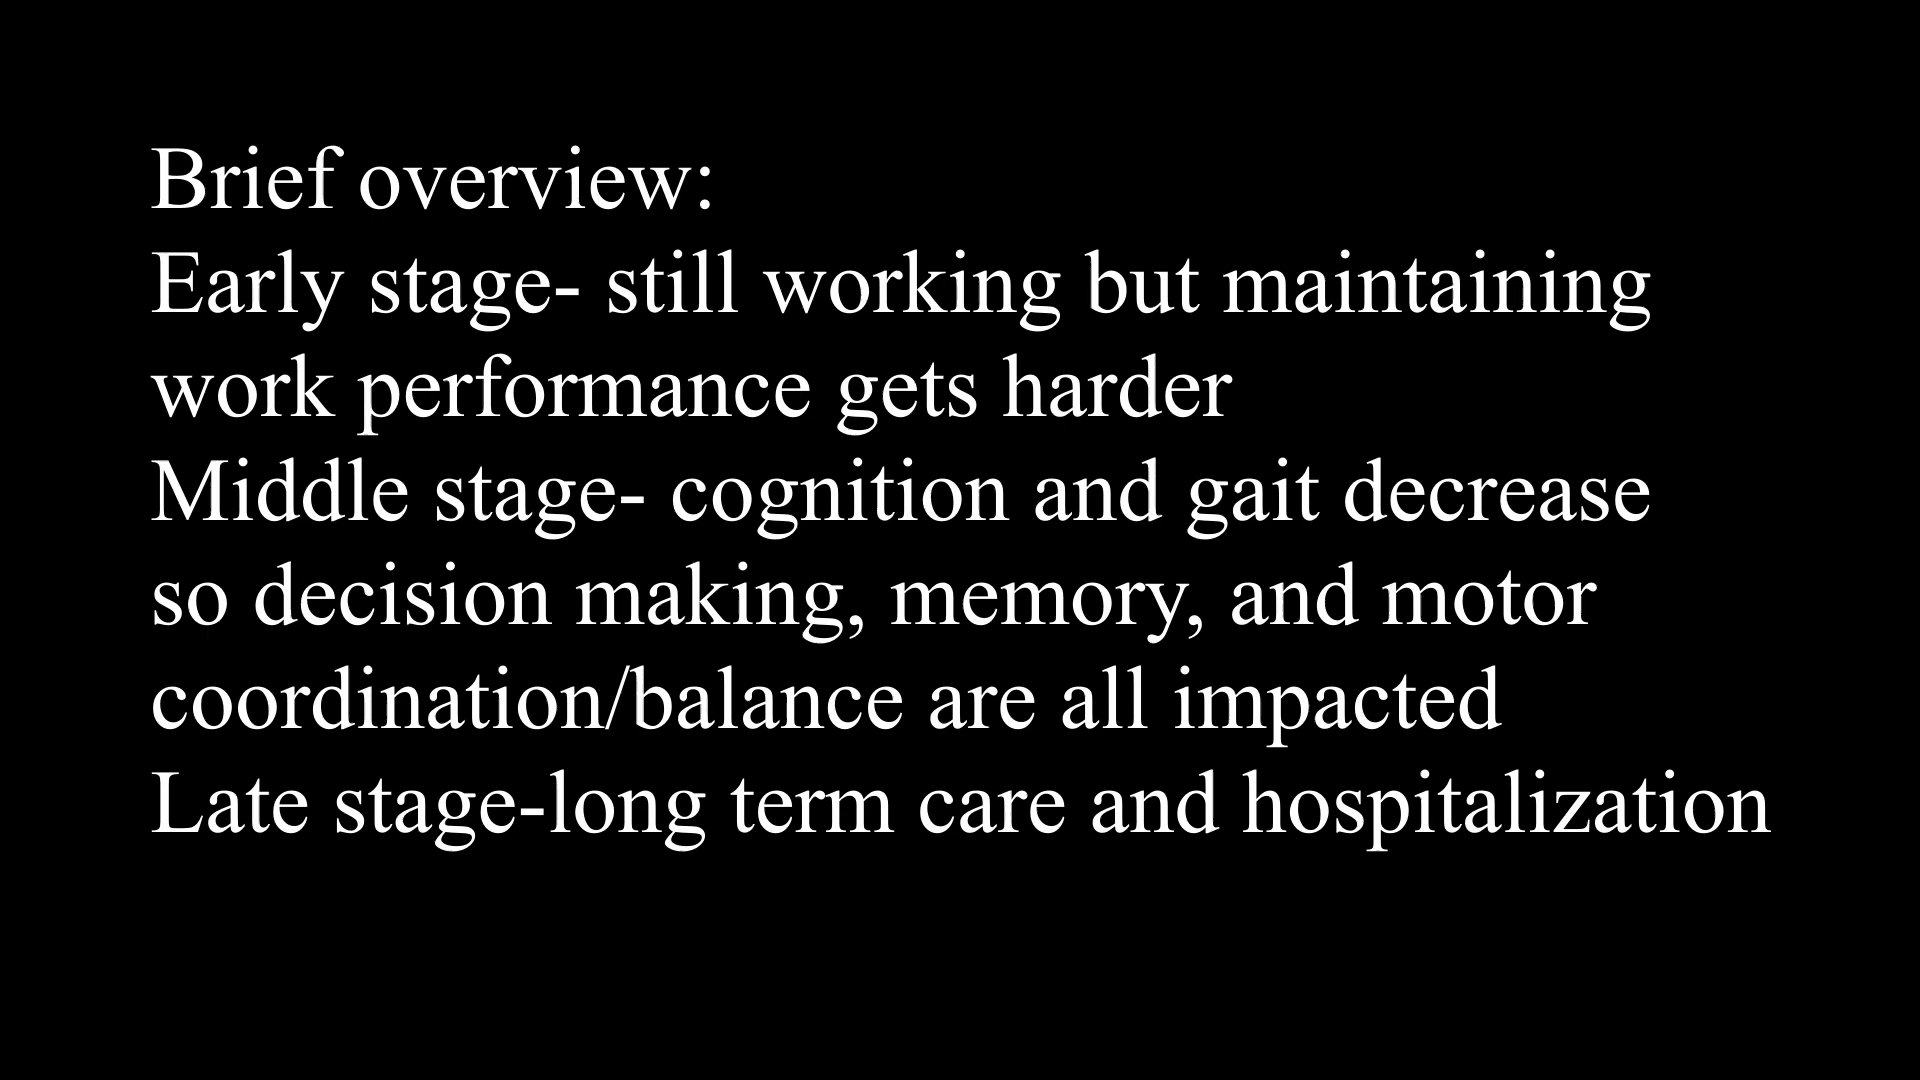 Brief overview:
Early stage- still working but maintaining
work performance gets harder
Middle stage- cognition and gait decrease
so decision making, memory, and motor
coordination/balance are all impacted
Late stage-long term care and hospitalization